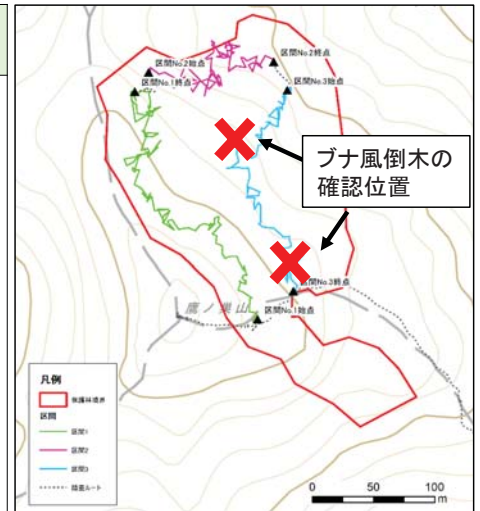 区間No.2始点
区間No.2終点
区間No.1終点
区間No.3始点
ブナ風倒木の
確認位置
区間No.3終点
鷹ノ巣山
区間No.1始点
凡例
保護林境界
区間
区間1
区間2
区間3
踏査ルート
0 50 100
m